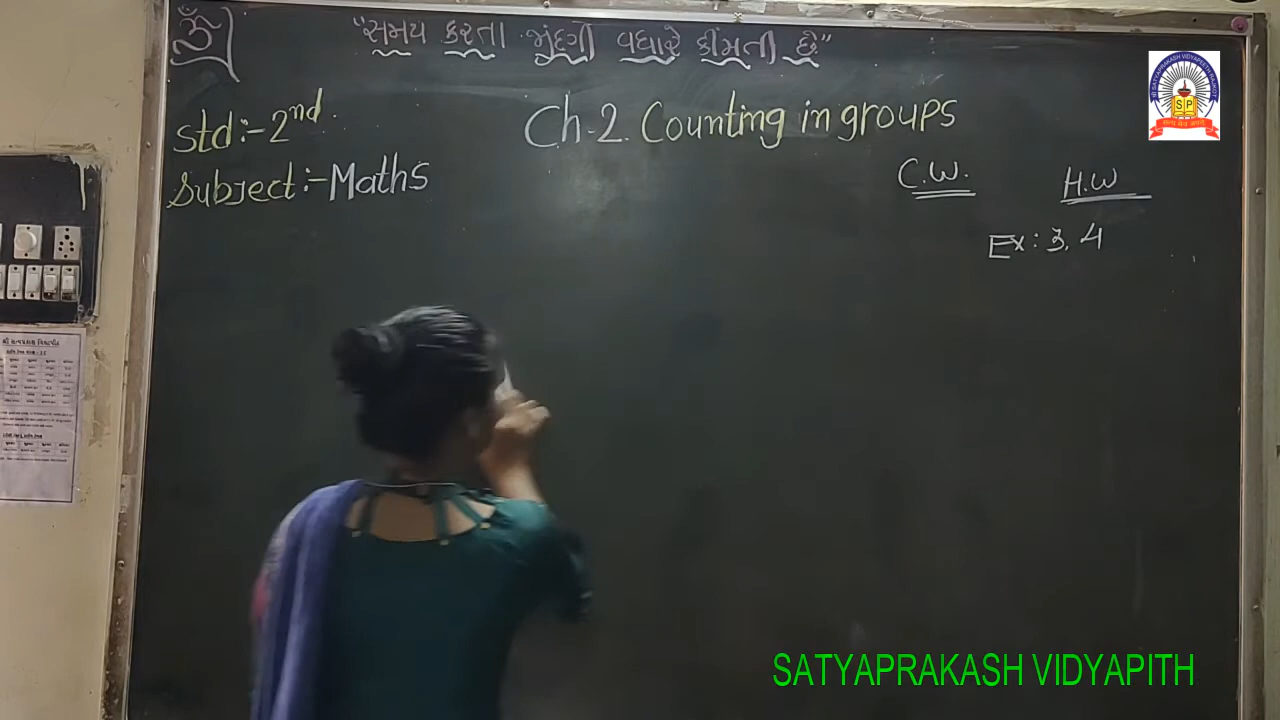 ૐ
"સમય કરતા જીંદગી વધારે કીંમતી છે"
Std:-2nd.
Ch-2. Counting in groups
Subject:-Maths
C.W.
H.W
Ex: 3, 4
SP
SATYAPRAKASH VIDYAPITH